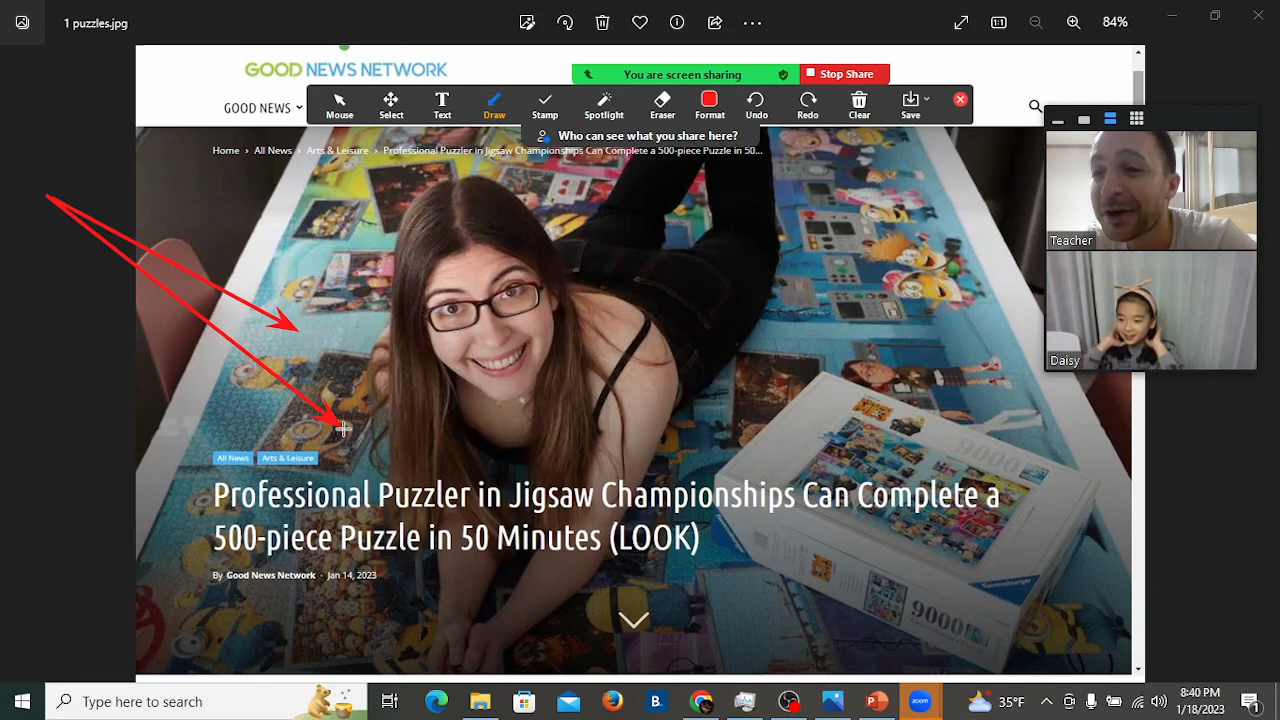 1 puzzles.jpg
84%
GOOD NEWS NETWORK
You are screen sharing
Stop Share
GOOD NEWS
Mouse
Select
Text
Draw
Stamp
Spotlight
Eraser
Format
Undo
Redo
Clear
Save
Who can see what you share here?
Home › All News › Arts & Leisure › Professional Puzzler in Jigsaw Championships Can Complete a 500-piece Puzzle in 50...
Teacher
Daisy
All News
Arts & Leisure
Professional Puzzler in Jigsaw Championships Can Complete a
500-piece Puzzle in 50 Minutes (LOOK)
By Good News Network - Jan 14, 2023
9000
Ravensburger
9000
Type here to search
B.
zoom
35°F
8:40 PM
1/18/2023
1